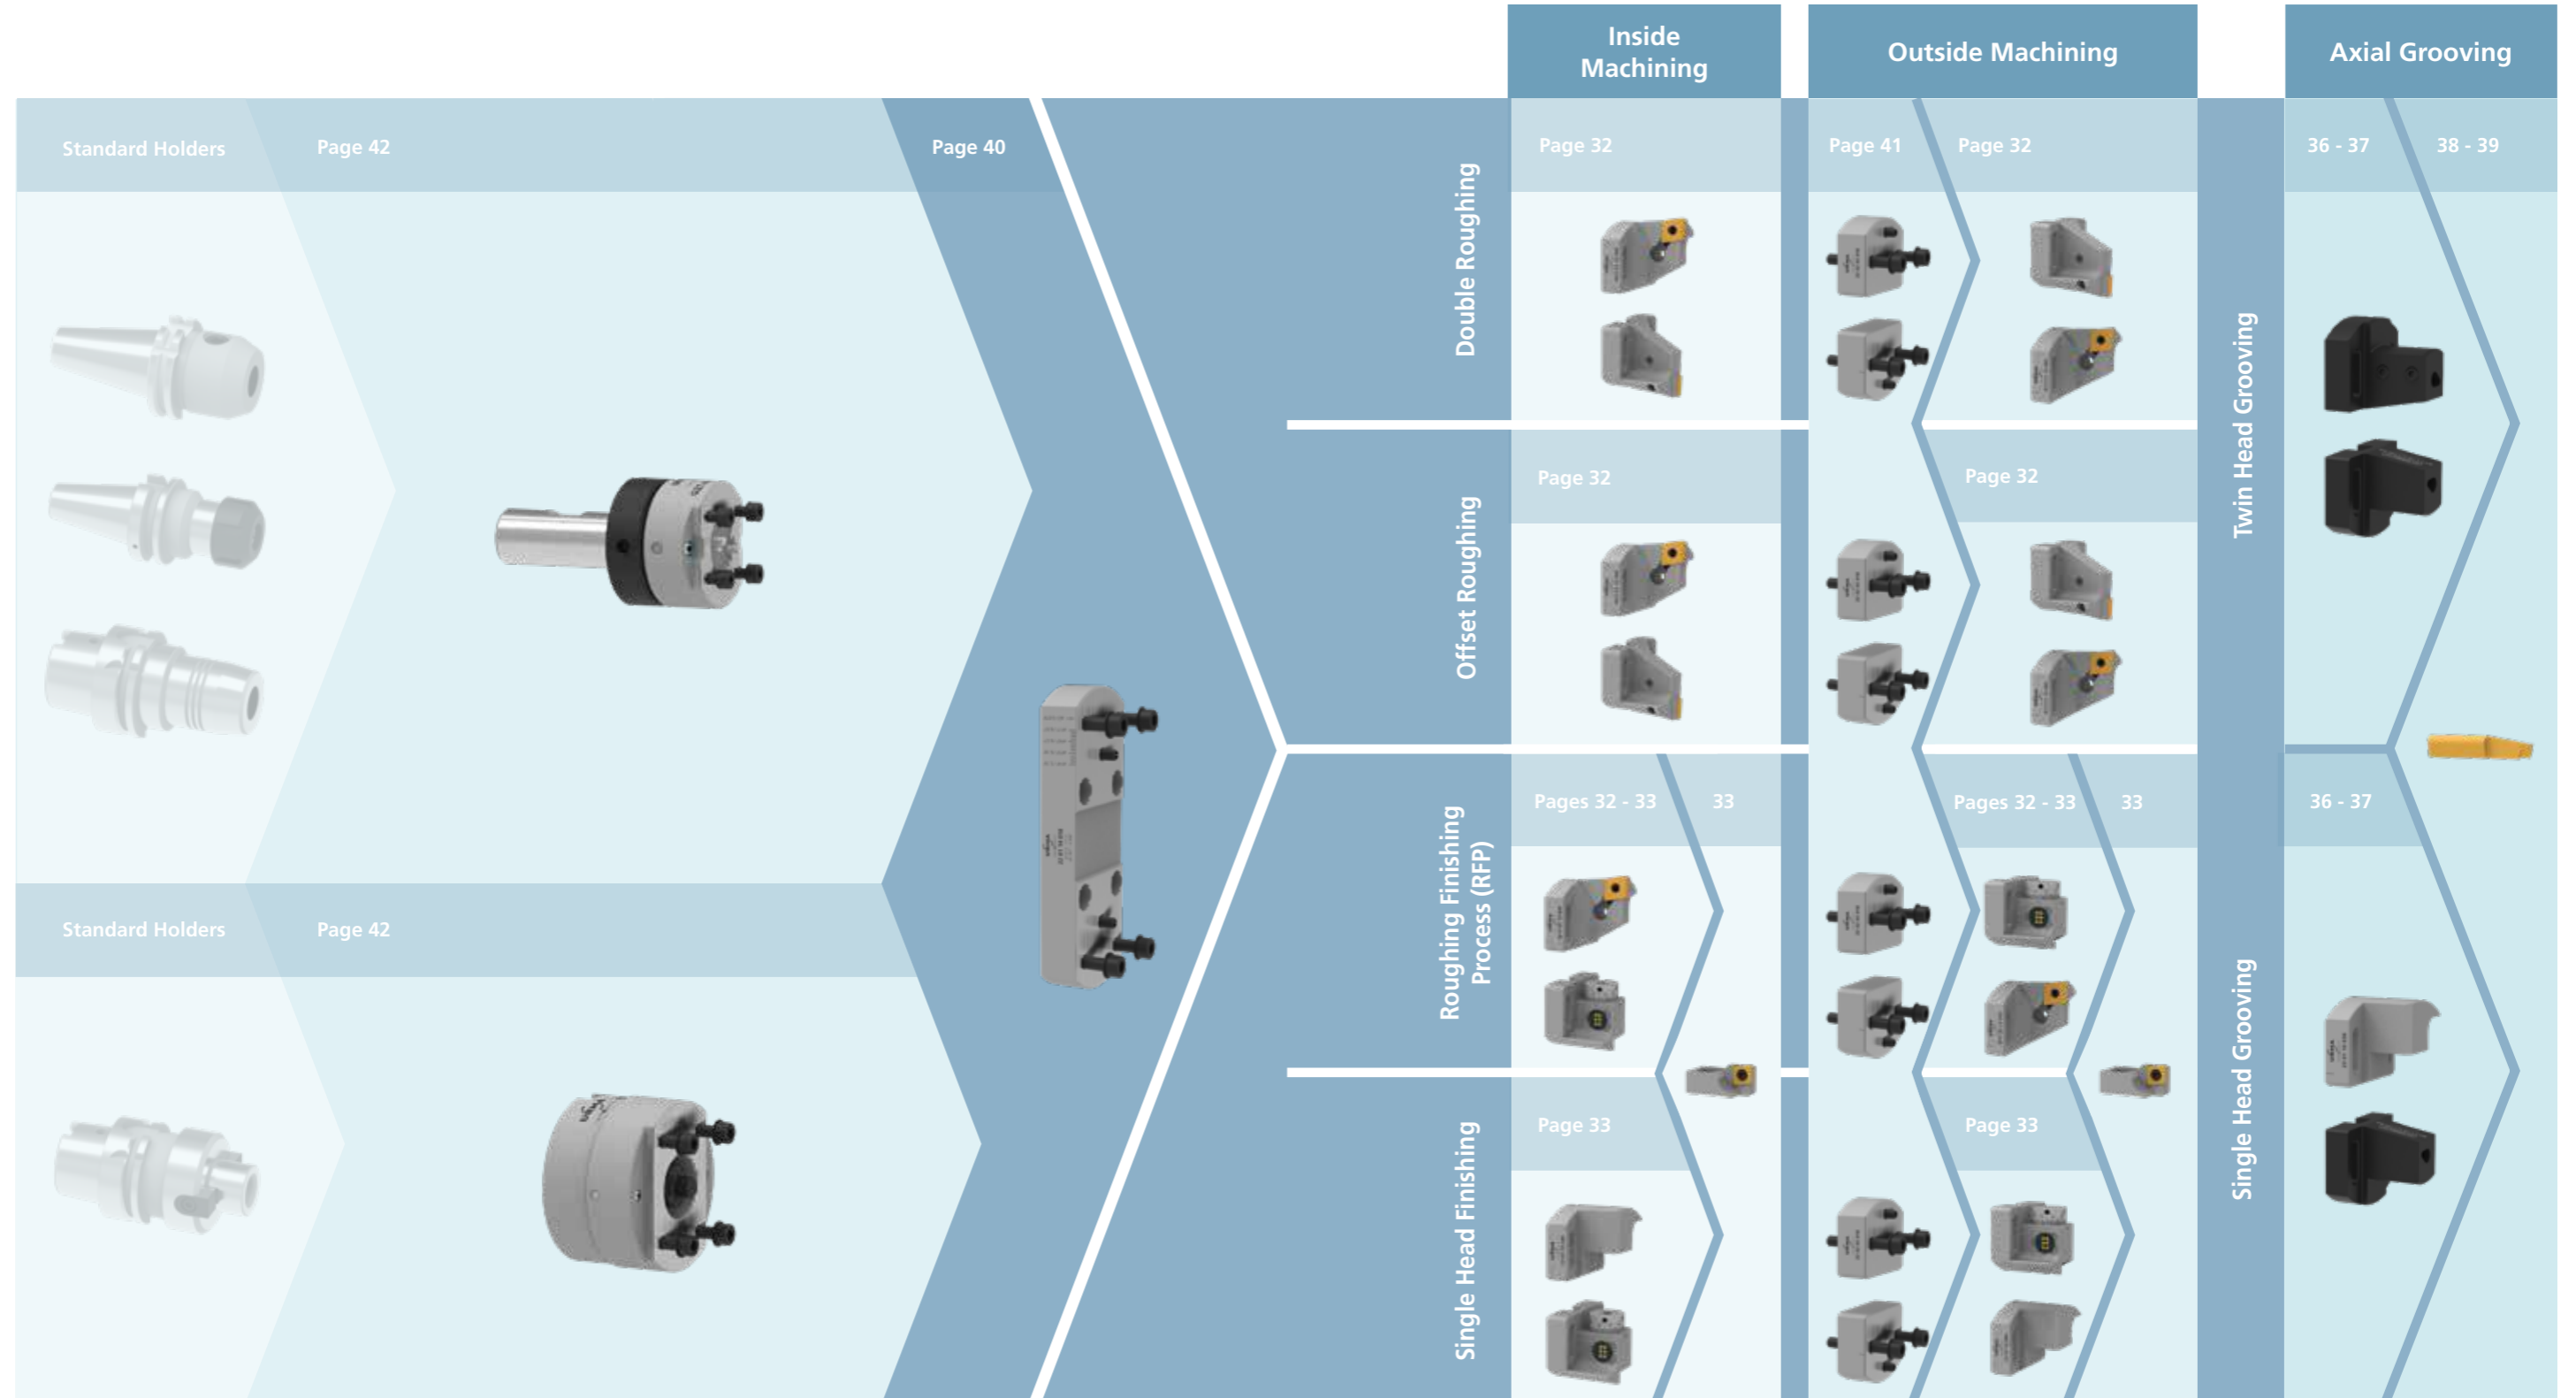 Inside
Machining
Outside Machining
Axial Grooving
Standard Holders
Page 42
Page 40
Double Roughing
Page 32
Page 41
Page 32
Twin Head Grooving
36 - 37
38 - 39
Offset Roughing
Page 32
Page 32
Roughing Finishing
Process (RFP)
Pages 32 - 33
33
Pages 32 - 33
33
Single Head Grooving
36 - 37
Standard Holders
Page 42
Single Head Finishing
Page 33
Page 33